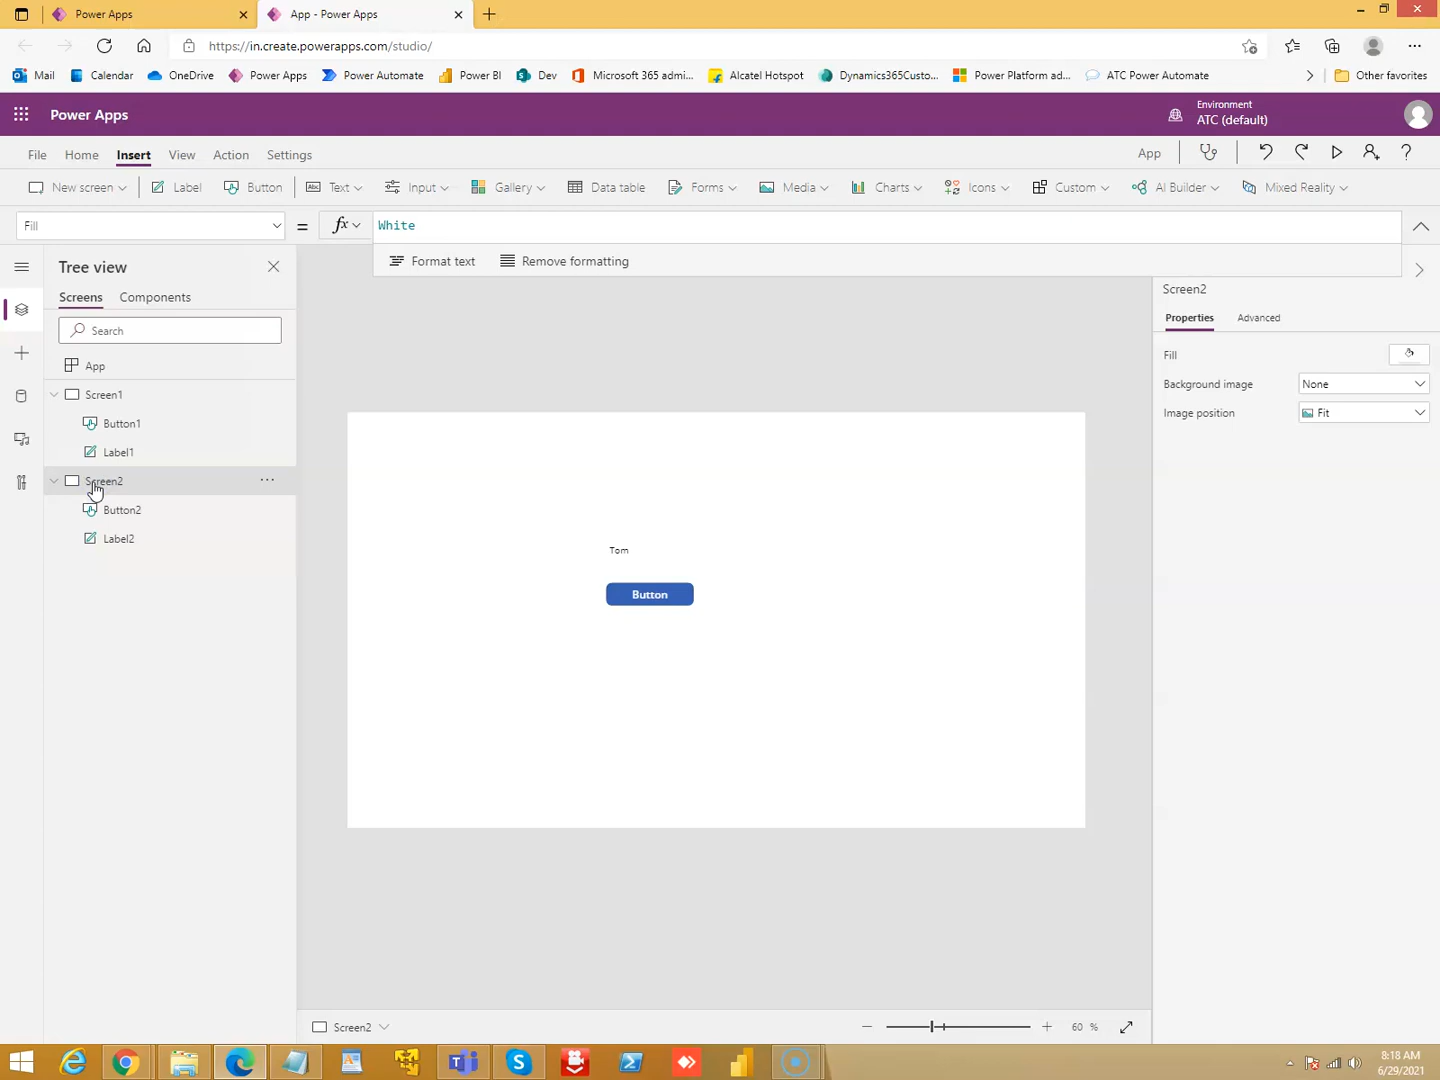 Power Apps
App - Power Apps
https://in.create.powerapps.com/studio/
Mail
Calendar
OneDrive
Power Apps
Power Automate
Power BI
Dev
Microsoft 365 admi...
Alcatel Hotspot
Dynamics365Custo...
Power Platform ad...
ATC Power Automate
Other favorites
Power Apps
Environment
ATC (default)
File
Home
Insert
View
Action
Settings
App
New screen
Label
Button
Text
Input
Gallery
Data table
Forms
Media
Charts
Icons
Custom
AI Builder
Mixed Reality
Fill
=
fx
White
Format text
Remove formatting
Tree view
Screens
Components
Search
App
Screen1
Button1
Label1
Screen2
Button2
Label2
Tom
Button
Screen2
Properties
Advanced
Fill
Background image
None
Image position
Fit
Screen2
60 %
8:18 AM
6/29/2021